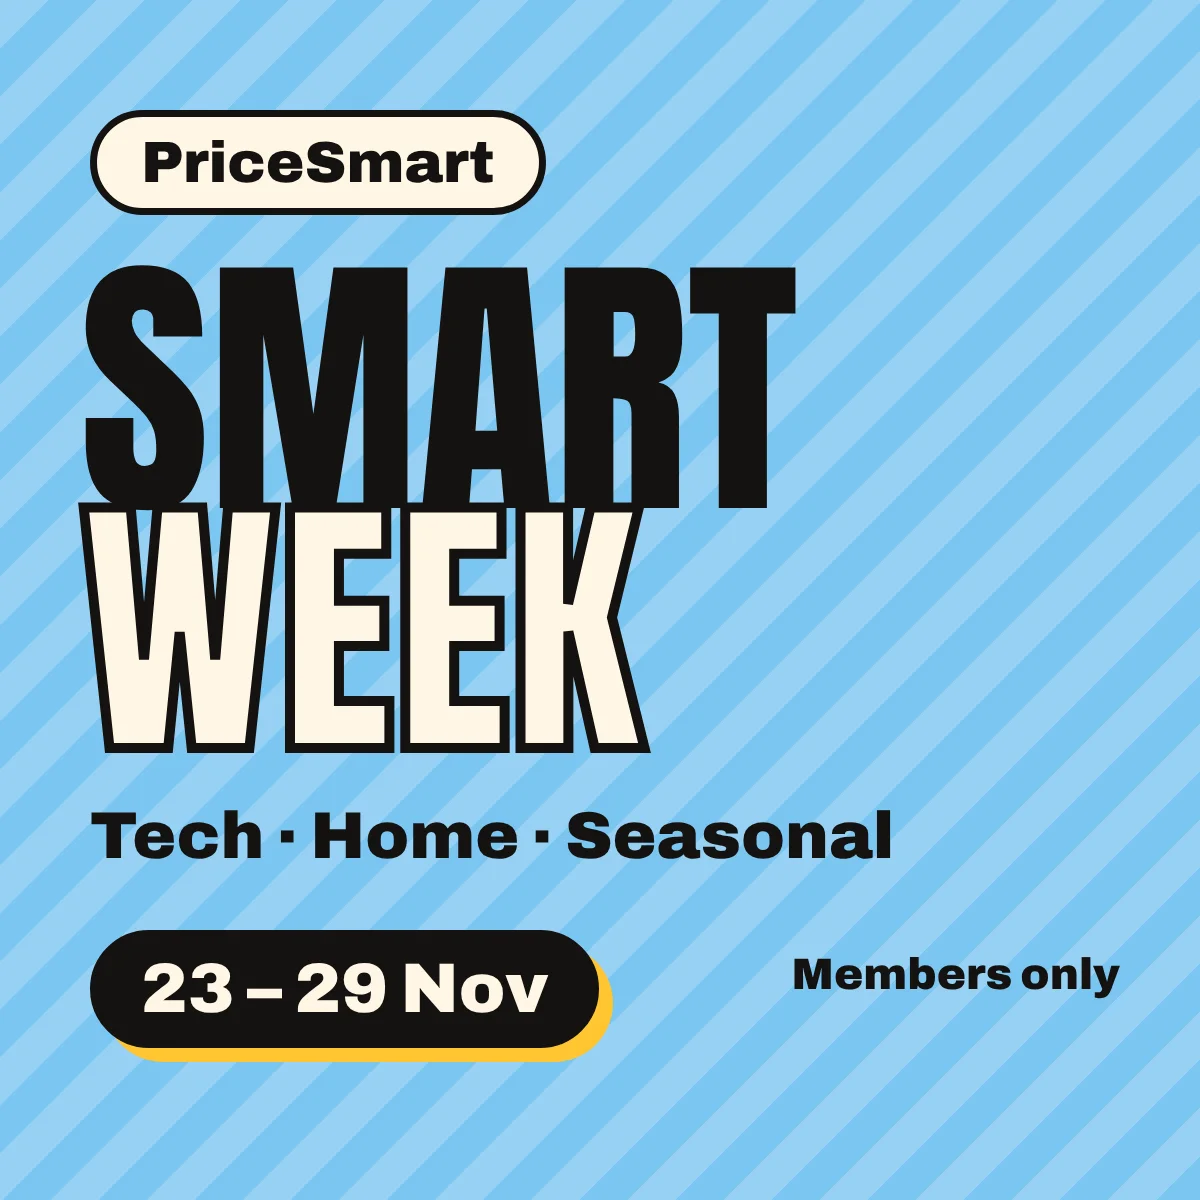 PriceSmart
SMART
WEEK
Tech · Home · Seasonal
23 – 29 Nov
Members only